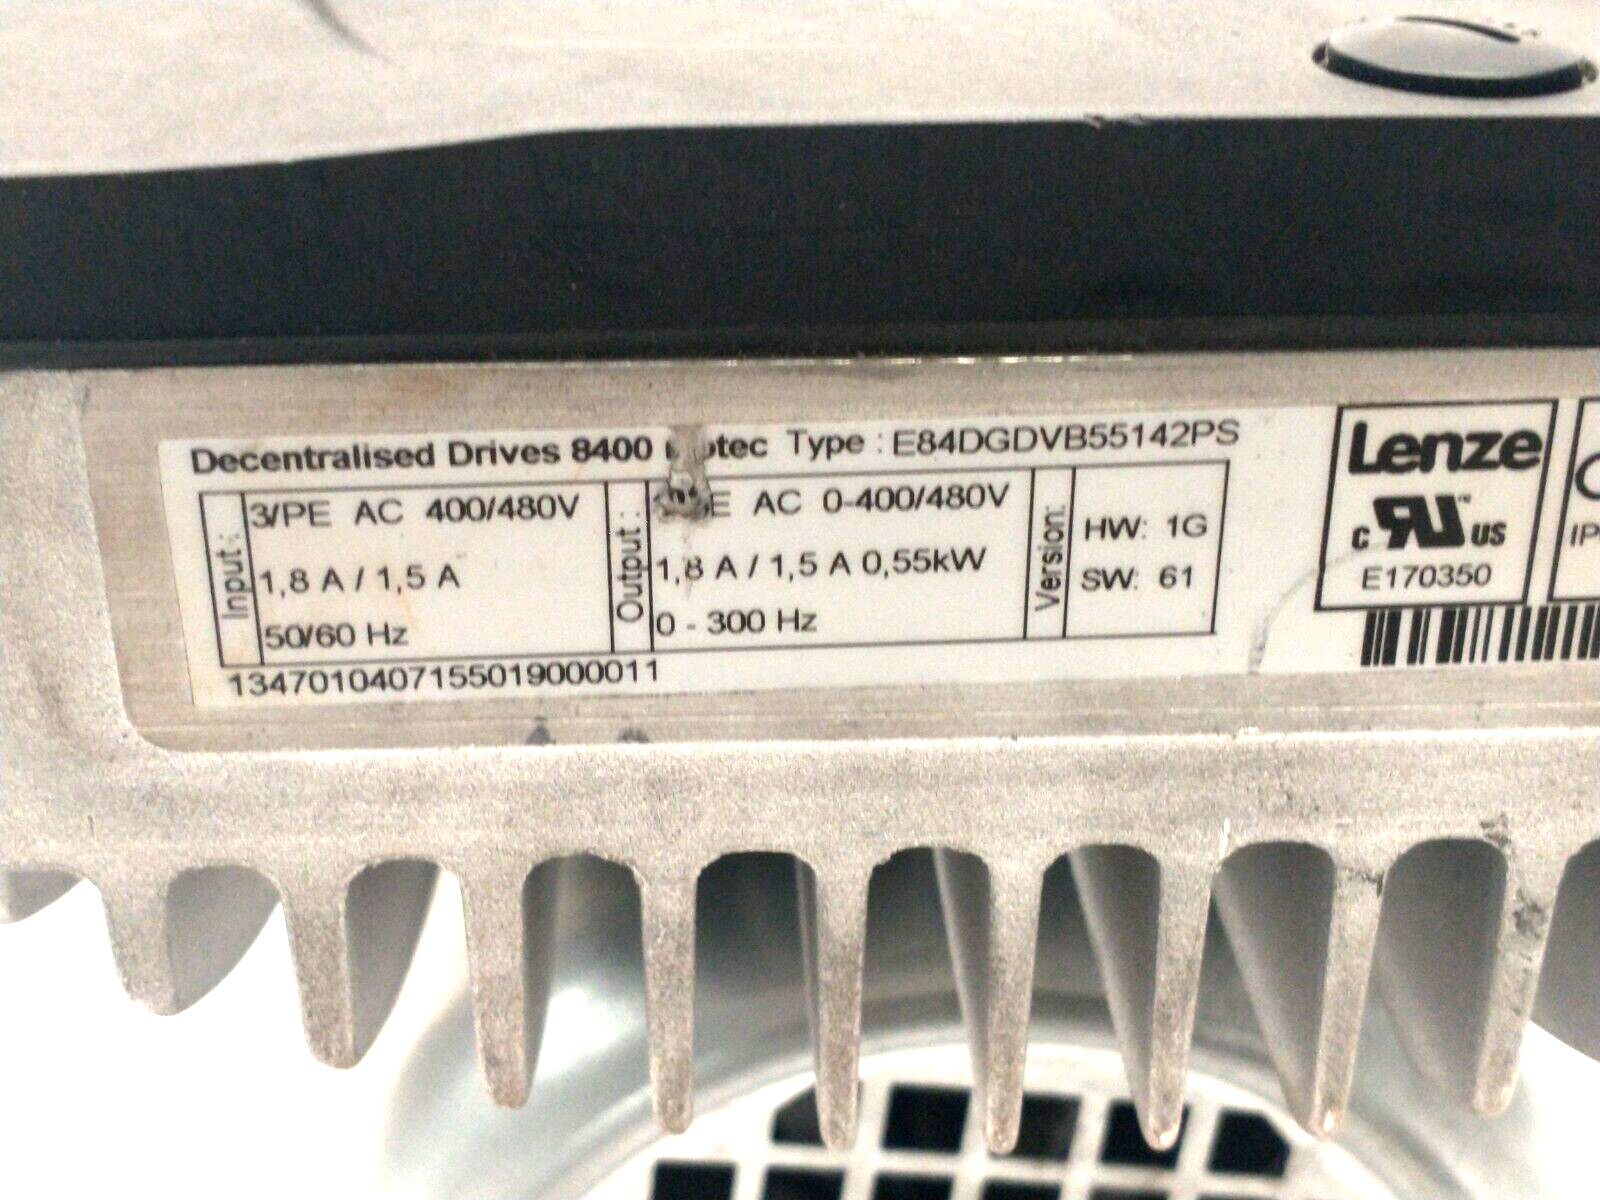 Decentralised Drives 8400 Type : E84DGDVB55142PS
Input:
3/PE AC 400/480V
1,8 A / 1,5 A
50/60 Hz
Output:
AC 0-400/480V
1,8 A / 1,5 A 0,55kW
0 - 300 Hz
Version:
HW: 1G
SW: 61
1347010407155019000011
Lenze
c RU US
E170350